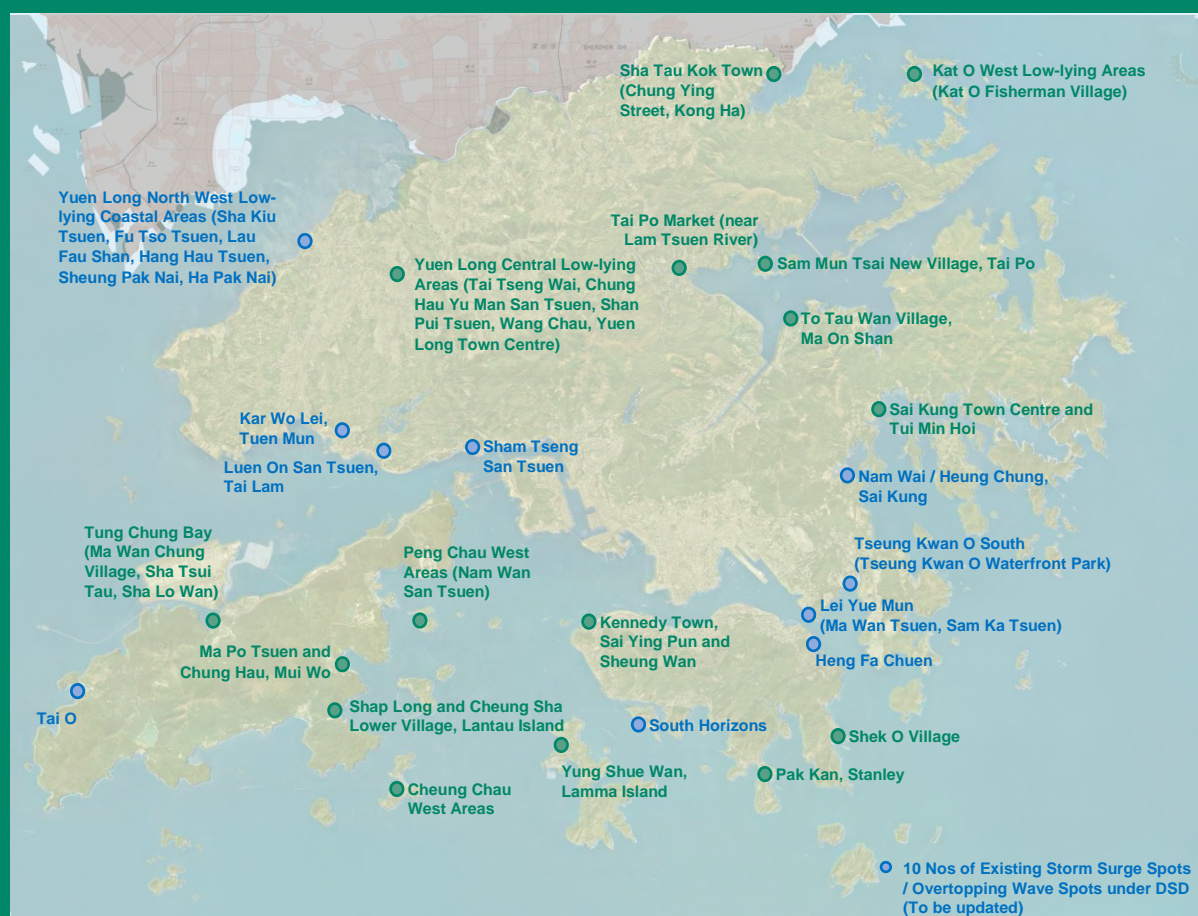 Sha Tau Kok Town
(Chung Ying
Street, Kong Ha)
Kat O West Low-lying Areas
(Kat O Fisherman Village)
SHENZHEN SHI
Yuen Long North West Low-
lying Coastal Areas (Sha Kiu
Tsuen, Fu Tso Tsuen, Lau
Fau Shan, Hang Hau Tsuen,
Sheung Pak Nai, Ha Pak Nai)
Tai Po Market (near
Lam Tsuen River)
Yuen Long Central Low-lying
Areas (Tai Tseng Wai, Chung
Hau Yu Man San Tsuen, Shan
Pui Tsuen, Wang Chau, Yuen
Long Town Centre)
Sam Mun Tsai New Village, Tai Po
To Tau Wan Village,
Ma On Shan
Sai Kung Town Centre and
Tui Min Hoi
Kar Wo Lei,
Tuen Mun
Luen On San Tsuen,
Tai Lam
Sham Tseng
San Tsuen
Nam Wai / Heung Chung,
Sai Kung
Tung Chung Bay
(Ma Wan Chung
Village, Sha Tsui
Tau, Sha Lo Wan)
Peng Chau West
Areas (Nam Wan
San Tsuen)
Tseung Kwan O South
(Tseung Kwan O Waterfront Park)
Lei Yue Mun
(Ma Wan Tsuen, Sam Ka Tsuen)
Kennedy Town,
Sai Ying Pun and
Sheung Wan
Heng Fa Chuen
Ma Po Tsuen and
Chung Hau, Mui Wo
Tai O
Shap Long and Cheung Sha
Lower Village, Lantau Island
South Horizons
Shek O Village
Yung Shue Wan,
Lamma Island
Pak Kan, Stanley
Cheung Chau
West Areas
10 Nos of Existing Storm Surge Spots
/ Overtopping Wave Spots under DSD
(To be updated)